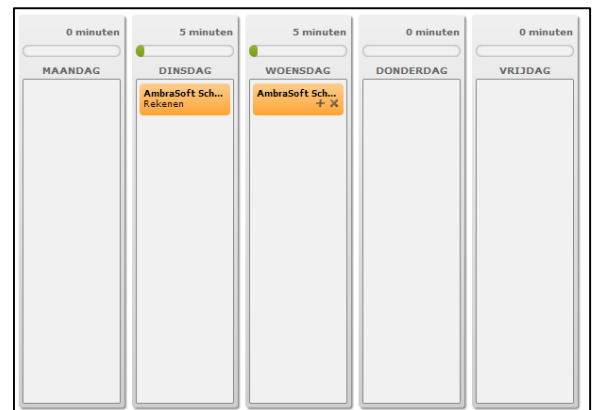 0 minuten
5 minuten
5 minuten
0 minuten
0 minuten
MAANDAG
DINSDAG
WOENSDAG
DONDERDAG
VRIJDAG
AmbraSoft Sch...
Rekenen
AmbraSoft Sch...